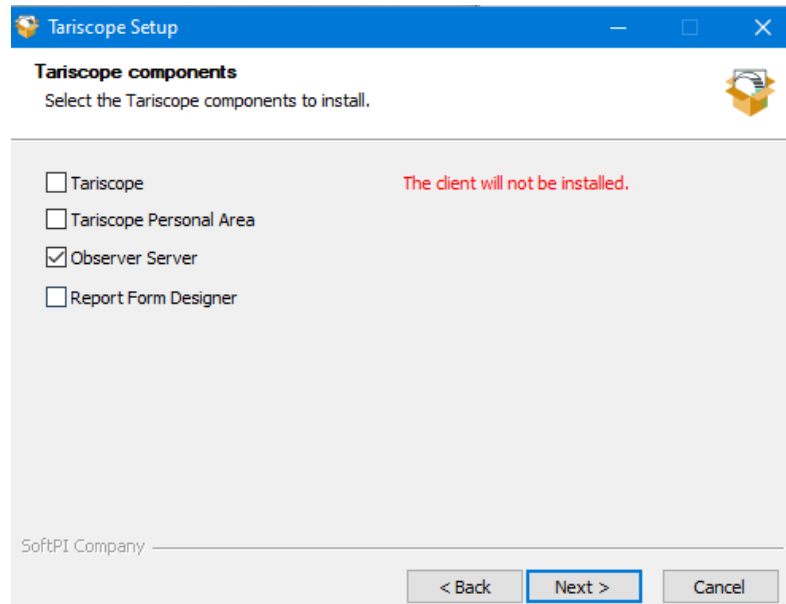 Tariscope Setup
Tariscope components
Select the Tariscope components to install.
Tariscope
The client will not be installed.
Tariscope Personal Area
Observer Server
Report Form Designer
SoftPI Company
< Back
Next >
Cancel